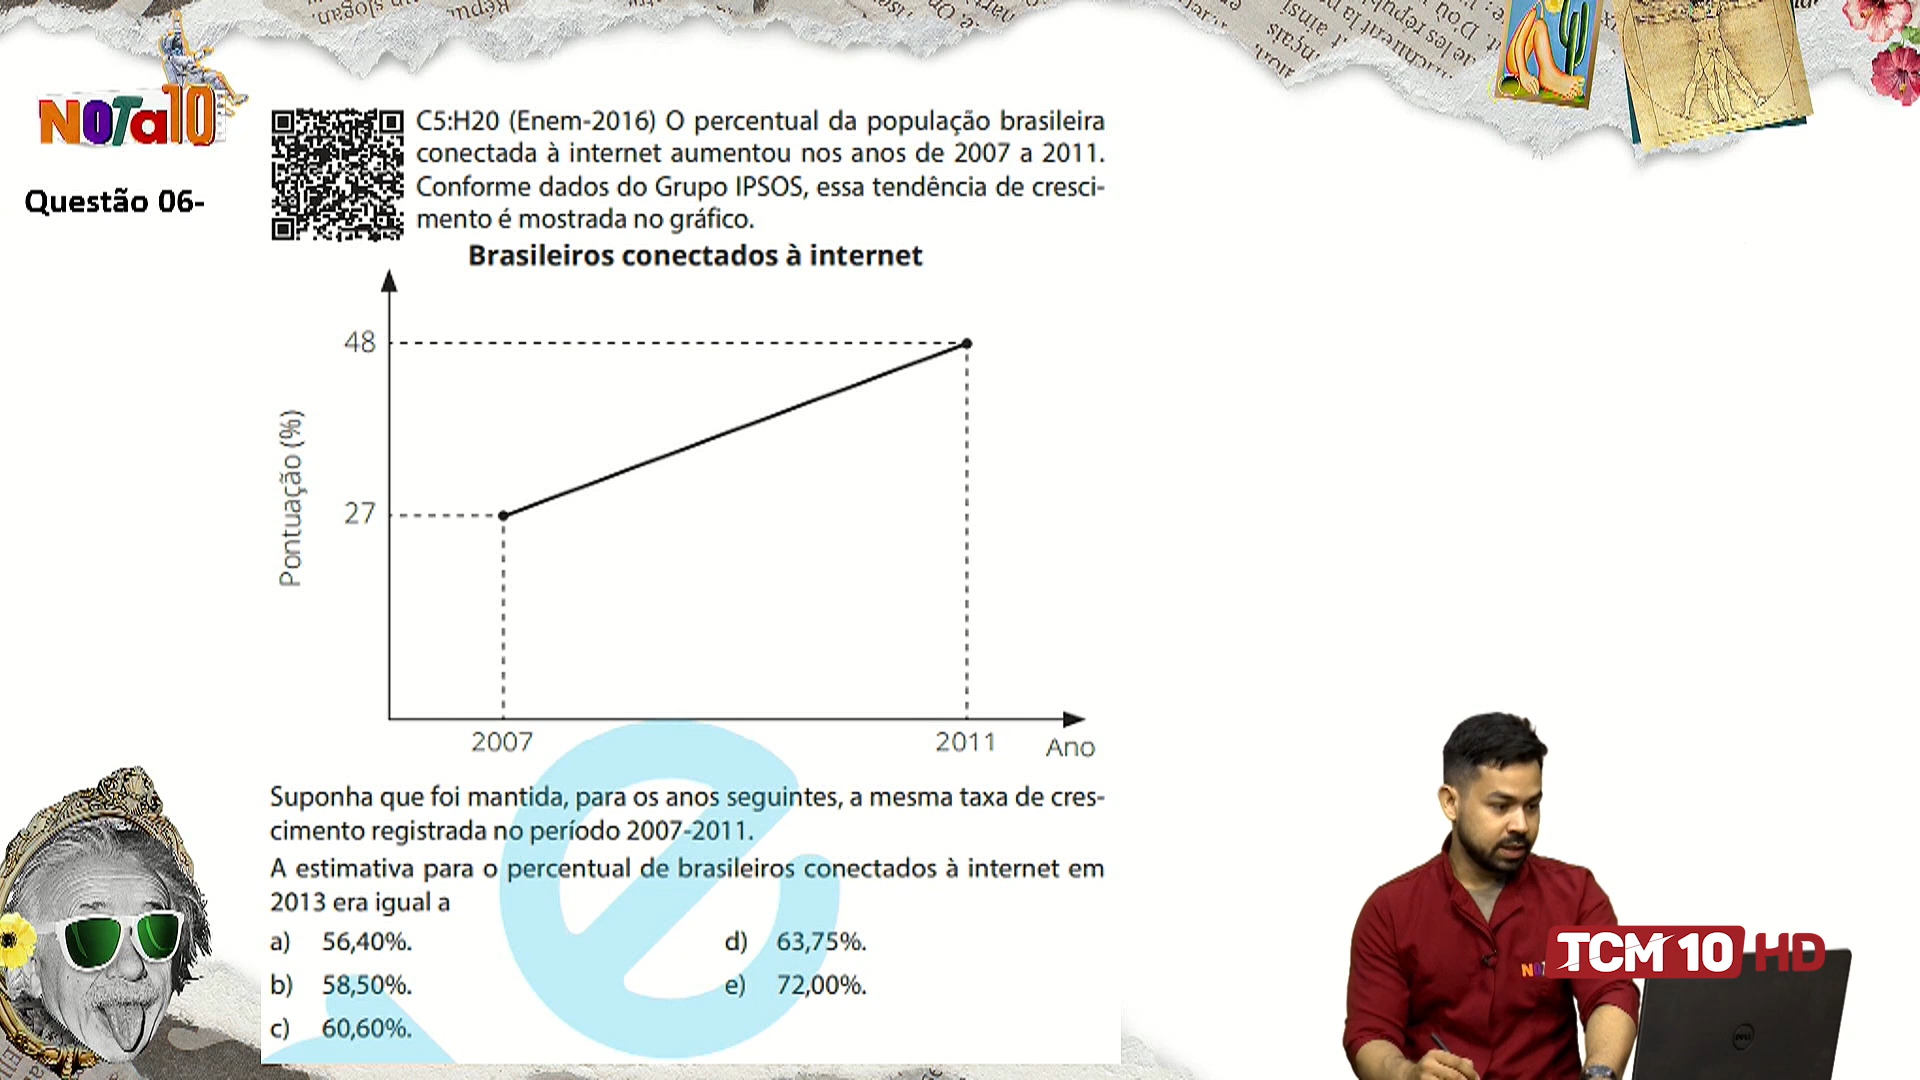 NOTa10
Questão 06-
C5:H20 (Enem-2016) O percentual da população brasileira
conectada à internet aumentou nos anos de 2007 a 2011.
Conforme dados do Grupo IPSOS, essa tendência de cresci-
mento é mostrada no gráfico.
Brasileiros conectados à internet
48
27
Pontuação (%)
2007
2011
Ano
Suponha que foi mantida, para os anos seguintes, a mesma taxa de cres-
cimento registrada no período 2007-2011.
A estimativa para o percentual de brasileiros conectados à internet em
2013 era igual a
a) 56,40%.
b) 58,50%.
c) 60,60%.
d) 63,75%.
e) 72,00%.
TCM 10 HD
DELL